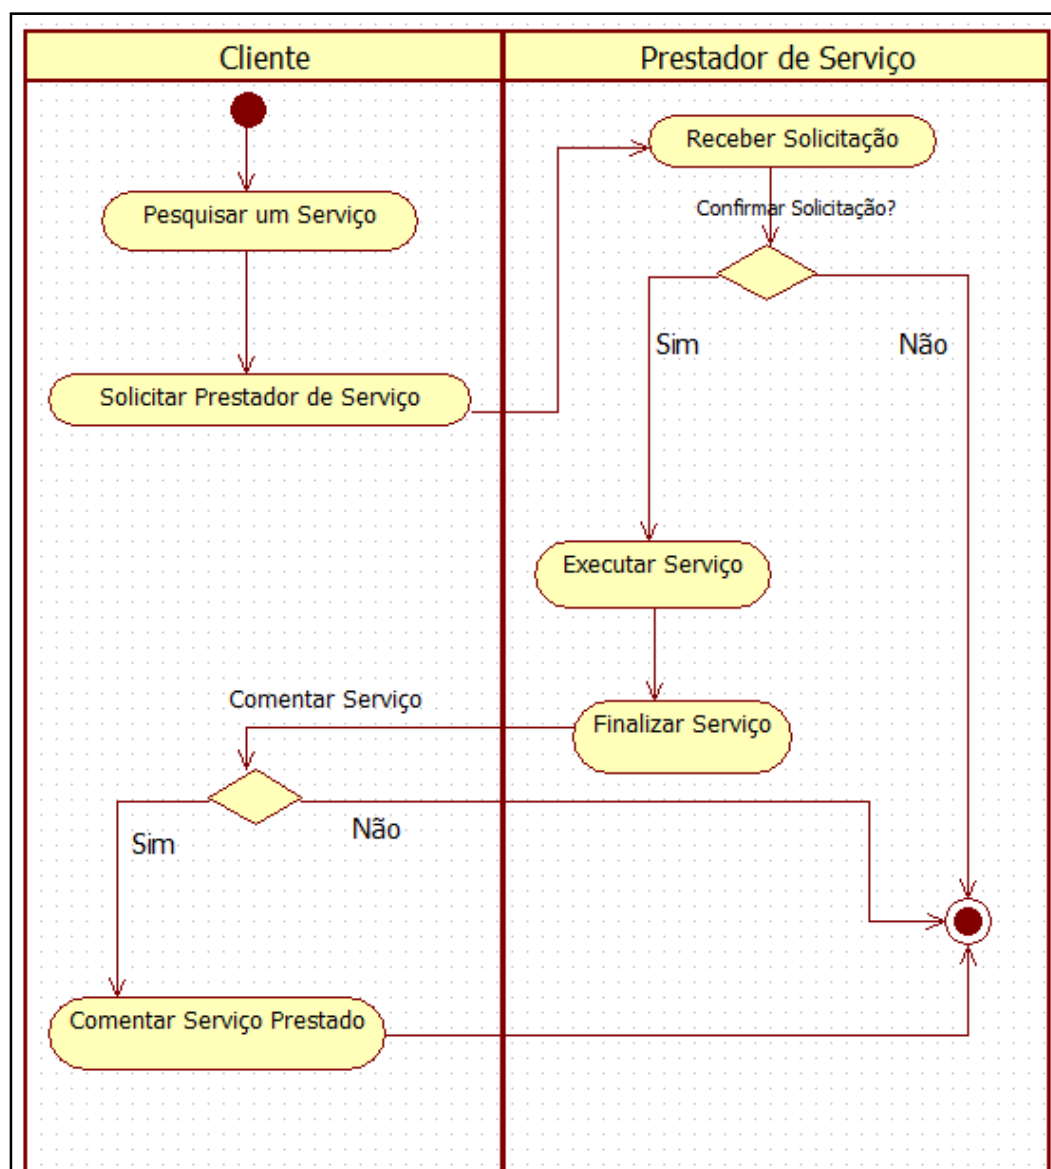 Cliente
Prestador de Serviço
Receber Solicitação
Pesquisar um Serviço
Confirmar Solicitação?
Sim
Não
Solicitar Prestador de Serviço
Executar Serviço
Comentar Serviço
Finalizar Serviço
Sim
Não
Comentar Serviço Prestado